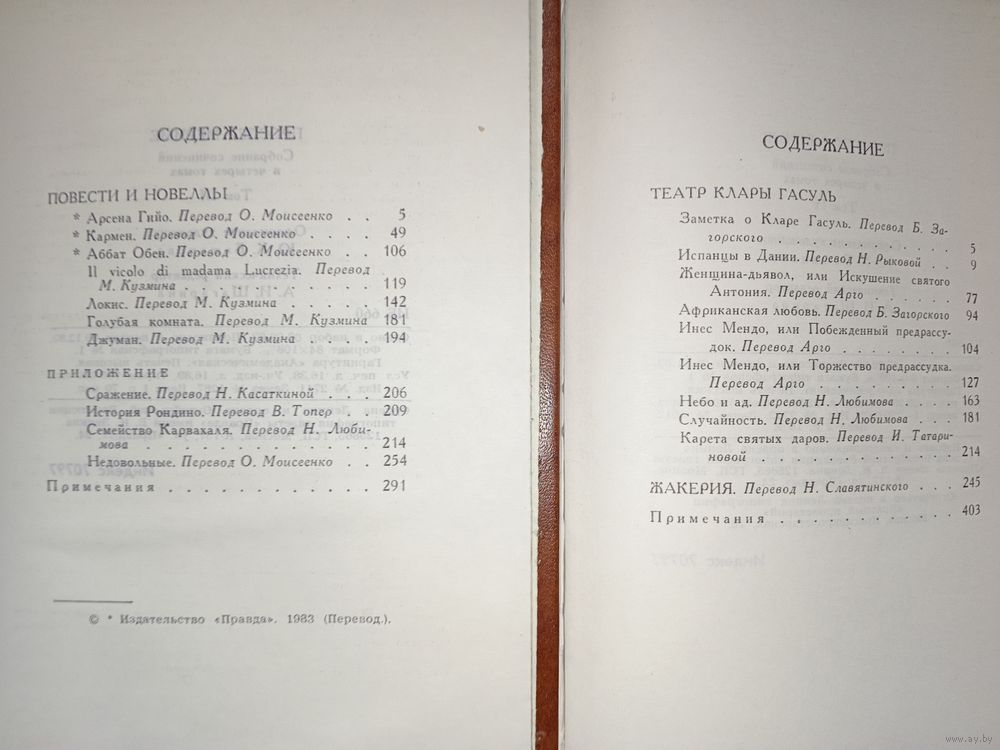 СОДЕРЖАНИЕ
ПОВЕСТИ И НОВЕЛЛЫ
* Арсена Гийо. Перевод О. Моисеенко . . 5
* Кармен. Перевод О. Моисеенко . . . . 49
* Аббат Обен. Перевод О. Моисеенко . . 106
Il vicolo di madama Lucrezia. Перевод
М. Кузмина . . . . . . . . . . . . 119
Локис. Перевод М. Кузмина . . . . . 142
Голубая комната. Перевод М. Кузмина 181
Джуман. Перевод М. Кузмина . . . . 194
ПРИЛОЖЕНИЕ
Сражение. Перевод Н. Касаткиной . . . 206
История Рондино. Перевод В. Топер . . 209
Семейство Карвахаля. Перевод Н. Люби-
мова . . . . . . . . . . . . . . 214
Недовольные. Перевод О. Моисеенко . . 254
Примечания . . . . . . . . . . . . 291
© * Издательство «Правда». 1983 (Перевод.).
СОДЕРЖАНИЕ
ТЕАТР КЛАРЫ ГАСУЛЬ
Заметка о Кларе Гасуль. Перевод Б. За-
горского . . . . . . . . . . . 5
Испанцы в Дании. Перевод Н. Рыковой . . 9
Женщина-дьявол, или Искушение святого
Антония. Перевод Арго . . . . . . 77
Африканская любовь. Перевод Б. Загорского 94
Инес Мендо, или Побежденный предрассу-
док. Перевод Арго . . . . . . . . 104
Инес Мендо, или Торжество предрассудка.
Перевод Арго . . . . . . . . . 127
Небо и ад. Перевод Н. Любимова . . . . 163
Случайность. Перевод Н. Любимова . . . 181
Карета святых даров. Перевод И. Татари-
новой . . . . . . . . . . . . 214
ЖАКЕРИЯ. Перевод Н. Славятинского . . . 245
Примечания . . . . . . . . . . . 403
www.ay.by